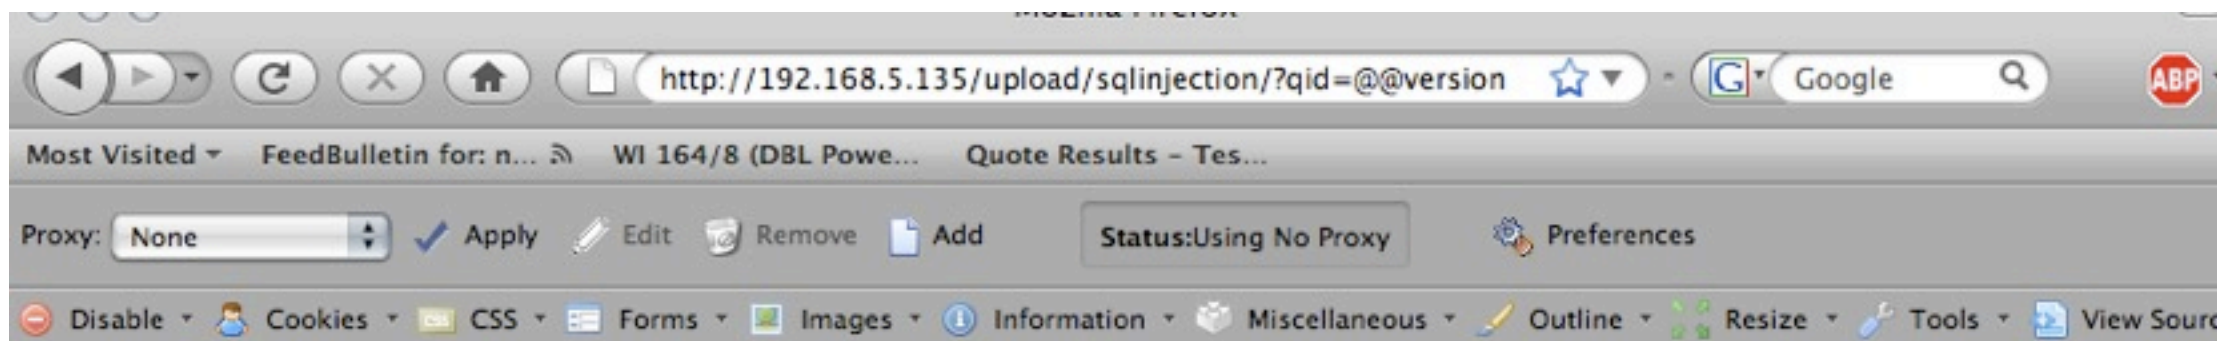 Mozilla Firefox
http://192.168.5.135/upload/sqlinjection/?qid=@@version G Google ABP
Most Visited FeedBulletin for: n... WI 164/8 (DBL Powe... Quote Results - Tes...
Proxy: None Apply Edit Remove Add Status:Using No Proxy Preferences
Disable Cookies CSS Forms Images Information Miscellaneous Outline Resize Tools View Sourc